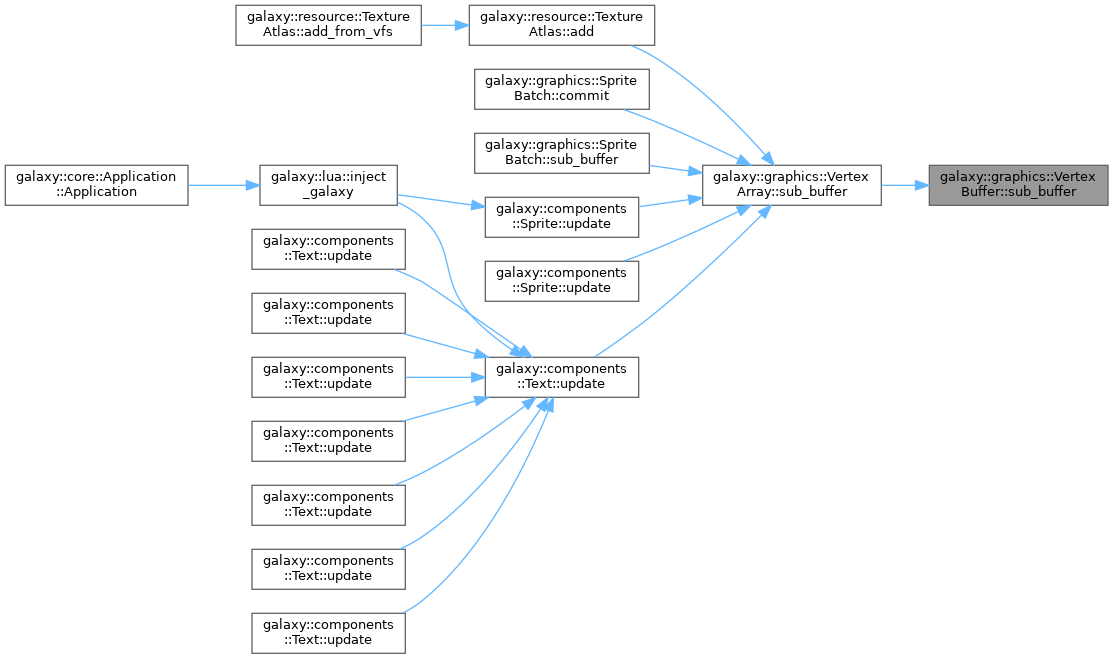 galaxy::resource::Texture
Atlas::add_from_vfs
galaxy::resource::Texture
Atlas::add
galaxy::graphics::Sprite
Batch::commit
galaxy::graphics::Sprite
Batch::sub_buffer
galaxy::core::Application
::Application
galaxy::lua::inject
_galaxy
galaxy::graphics::Vertex
Array::sub_buffer
galaxy::graphics::Vertex
Buffer::sub_buffer
galaxy::components
::Sprite::update
galaxy::components
::Text::update
galaxy::components
::Sprite::update
galaxy::components
::Text::update
galaxy::components
::Text::update
galaxy::components
::Text::update
galaxy::components
::Text::update
galaxy::components
::Text::update
galaxy::components
::Text::update
galaxy::components
::Text::update